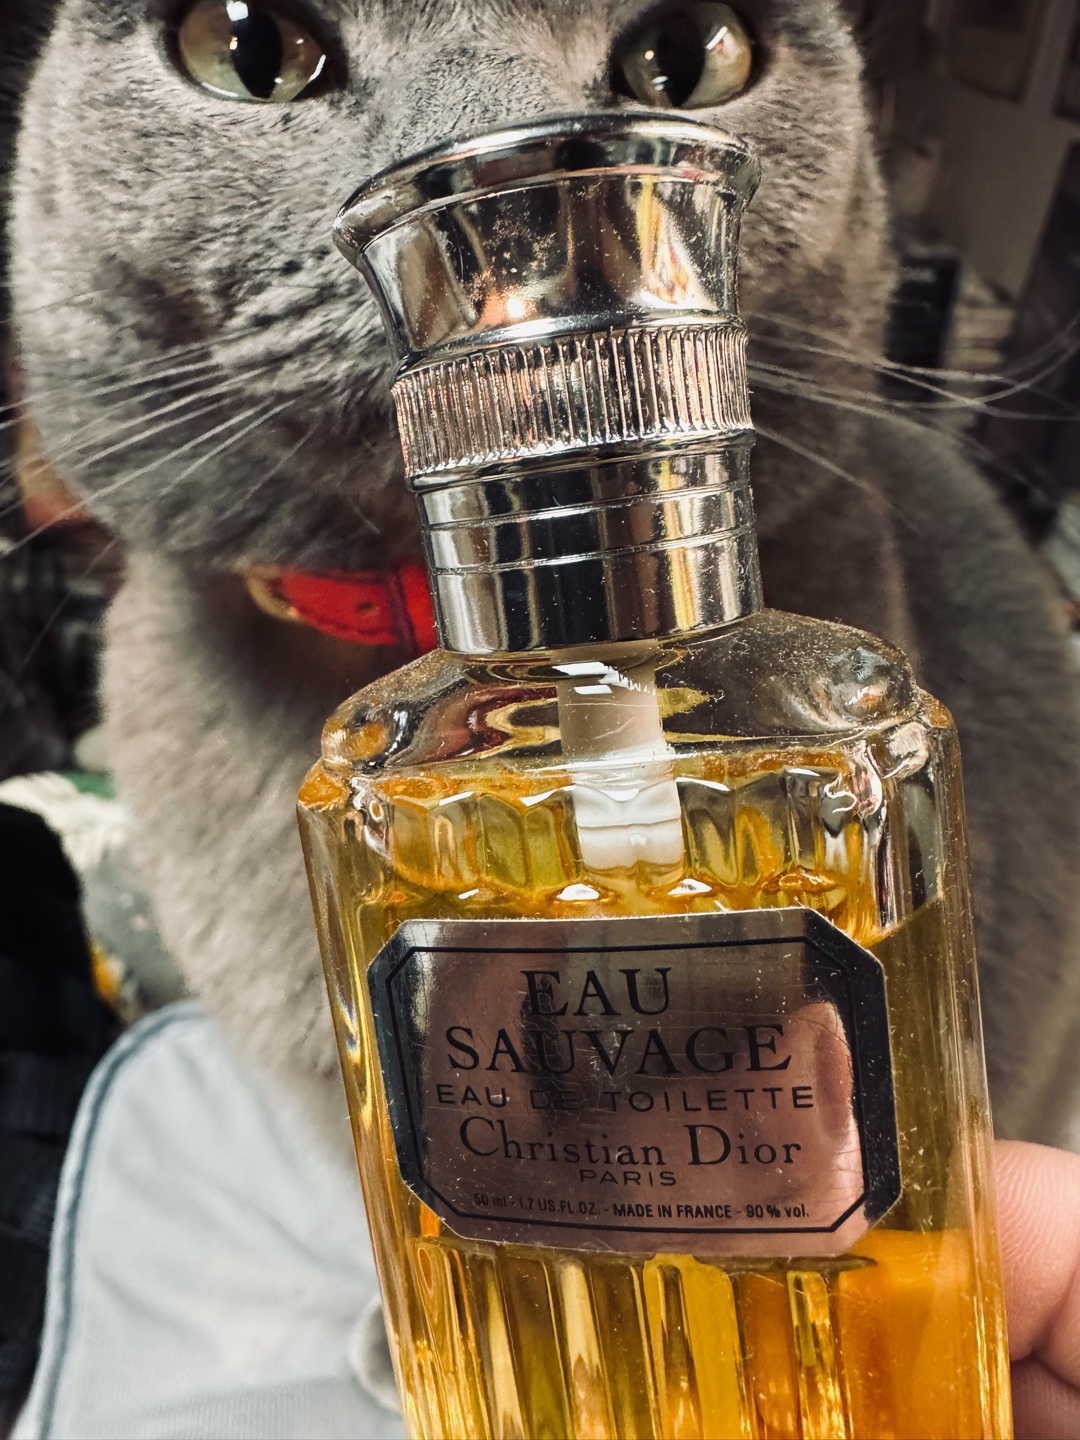 EAU
SAUVAGE
EAU DE TOILETTE
Christian Dior
PARIS
50 ml - 1.7 US.FL.OZ. - MADE IN FRANCE - 90 % vol.